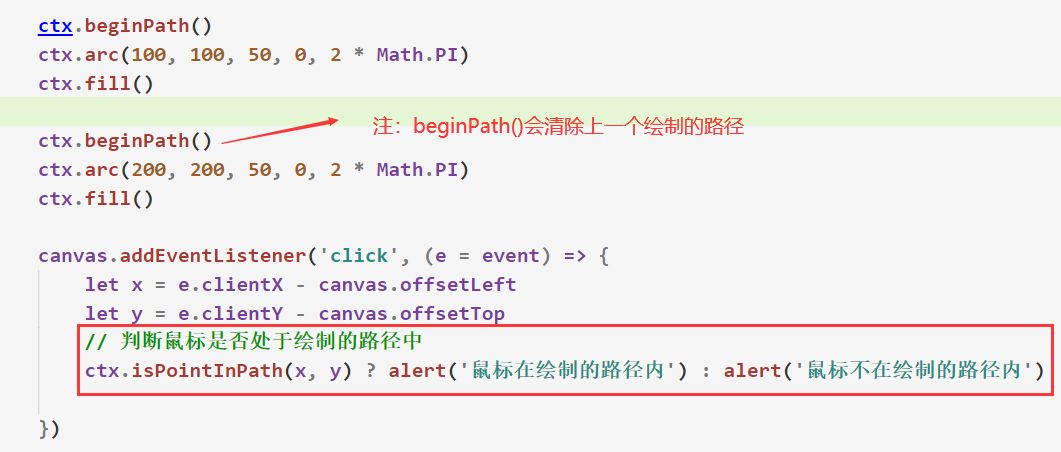 ctx.beginPath()
ctx.arc(100, 100, 50, 0, 2 * Math.PI)
ctx.fill()
ctx.beginPath()
注：beginPath()会清除上一个绘制的路径
ctx.arc(200, 200, 50, 0, 2 * Math.PI)
ctx.fill()
canvas.addEventListener('click', (e = event) => {
let x = e.clientX - canvas.offsetLeft
let y = e.clientY - canvas.offsetTop
// 判断鼠标是否处于绘制的路径中
ctx.isPointInPath(x, y) ? alert('鼠标在绘制的路径内') : alert('鼠标不在绘制的路径内')
})